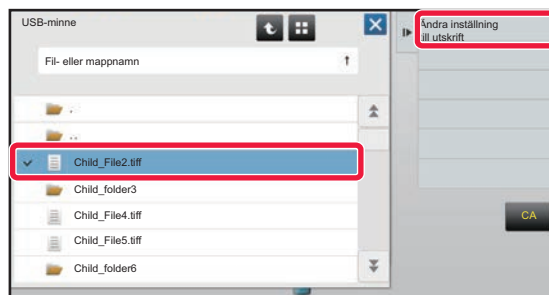 USB-minne
Ändra inställning
till utskrift
Fil- eller mappnamn
.
..
Child_File2.tiff
Child_folder3
Child_File4.tiff
Child_File5.tiff
Child_folder6
CA